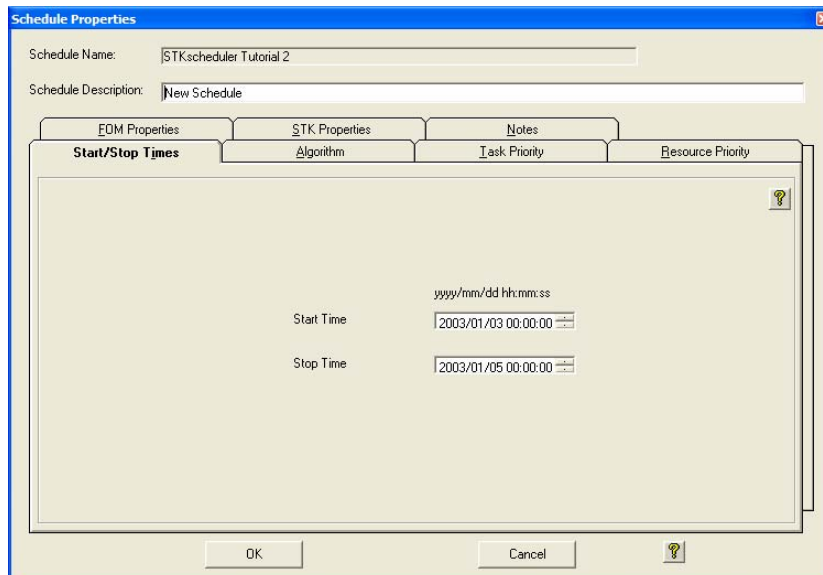 Schedule Properties
Schedule Name: STKscheduler Tutorial 2
Schedule Description: New Schedule
FOM Properties STK Properties Notes
Start/Stop Times Algorithm Task Priority Resource Priority
?
yyyy/mm/dd hh:mm:ss
Start Time 2003/01/03 00:00:00
Stop Time 2003/01/05 00:00:00
OK Cancel ?